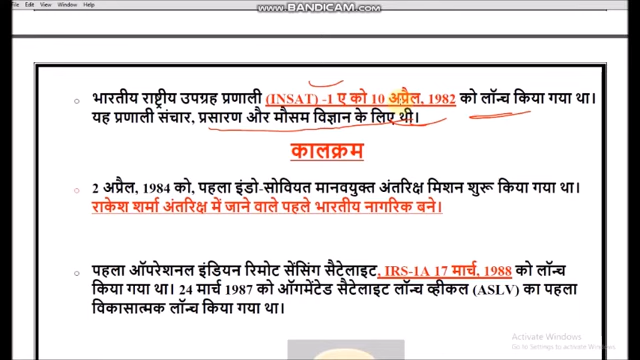 WWW.BANDICAM.COM
File View Window Help
भारतीय राष्ट्रीय उपग्रह प्रणाली (INSAT) -1 ए को 10 अप्रैल, 1982 को लॉन्च किया गया था।
यह प्रणाली संचार, प्रसारण और मौसम विज्ञान के लिए थी।
कालक्रम
2 अप्रैल, 1984 को, पहला इंडो-सोवियत मानवयुक्त अंतरिक्ष मिशन शुरू किया गया था।
राकेश शर्मा अंतरिक्ष में जाने वाले पहले भारतीय नागरिक बने।
पहला ऑपरेशनल इंडियन रिमोट सेंसिंग सैटेलाइट, IRS-1A 17 मार्च, 1988 को लॉन्च
किया गया था। 24 मार्च 1987 को ऑगमेंटेड सैटेलाइट लॉन्च व्हीकल (ASLV) का पहला
विकासात्मक लॉन्च किया गया था।
Activate Windows
Go to Settings to activate Windows.